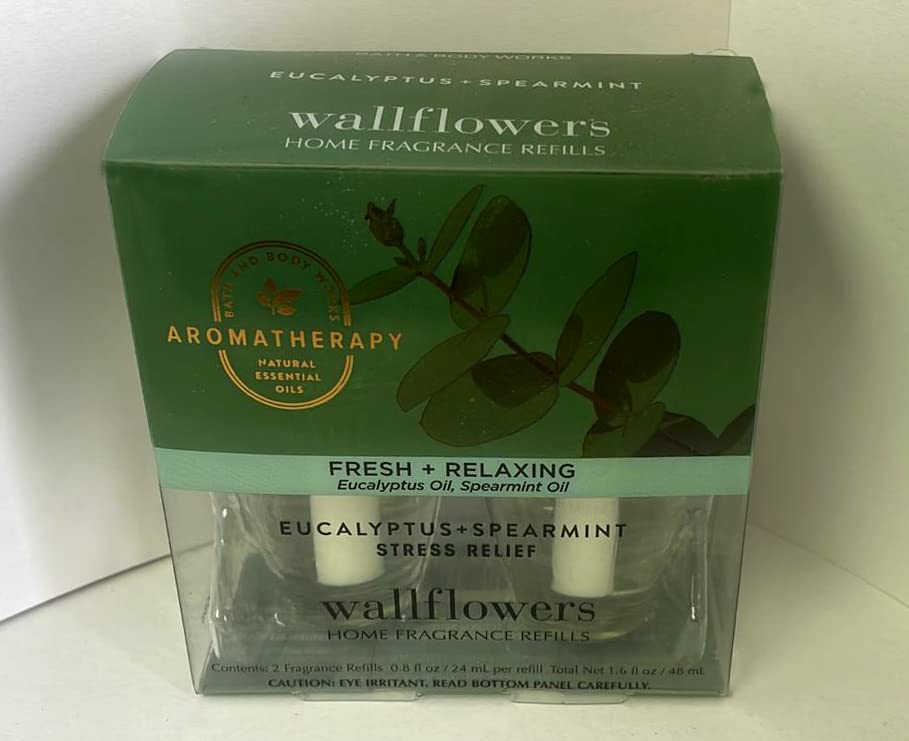 BATH & BODY WORKS
EUCALYPTUS + SPEARMINT
wallflowers
HOME FRAGRANCE REFILLS
BATH AND BODY WORKS
AROMATHERAPY
NATURAL
ESSENTIAL
OILS
FRESH + RELAXING
Eucalyptus Oil, Spearmint Oil
EUCALYPTUS+SPEARMINT
STRESS RELIEF
wallflowers
HOME FRAGRANCE REFILLS
Contents: 2 Fragrance Refills 0.8 fl oz / 24 mL per refill Total Net 1.6 fl oz / 48 mL
CAUTION: EYE IRRITANT. READ BOTTOM PANEL CAREFULLY.